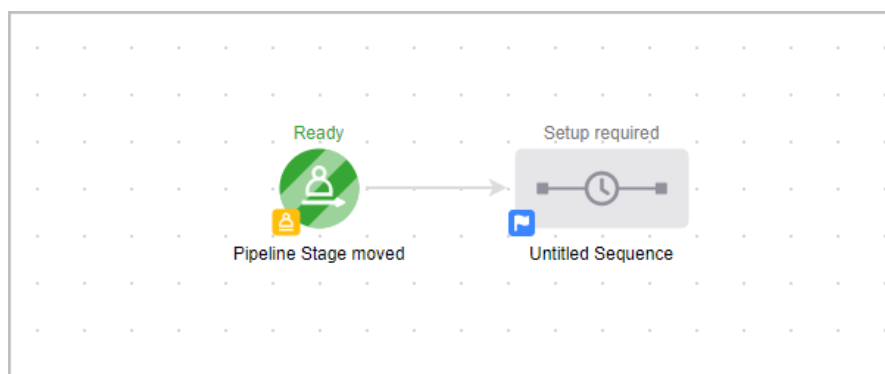 Ready
Setup required
Pipeline Stage moved
Untitled Sequence